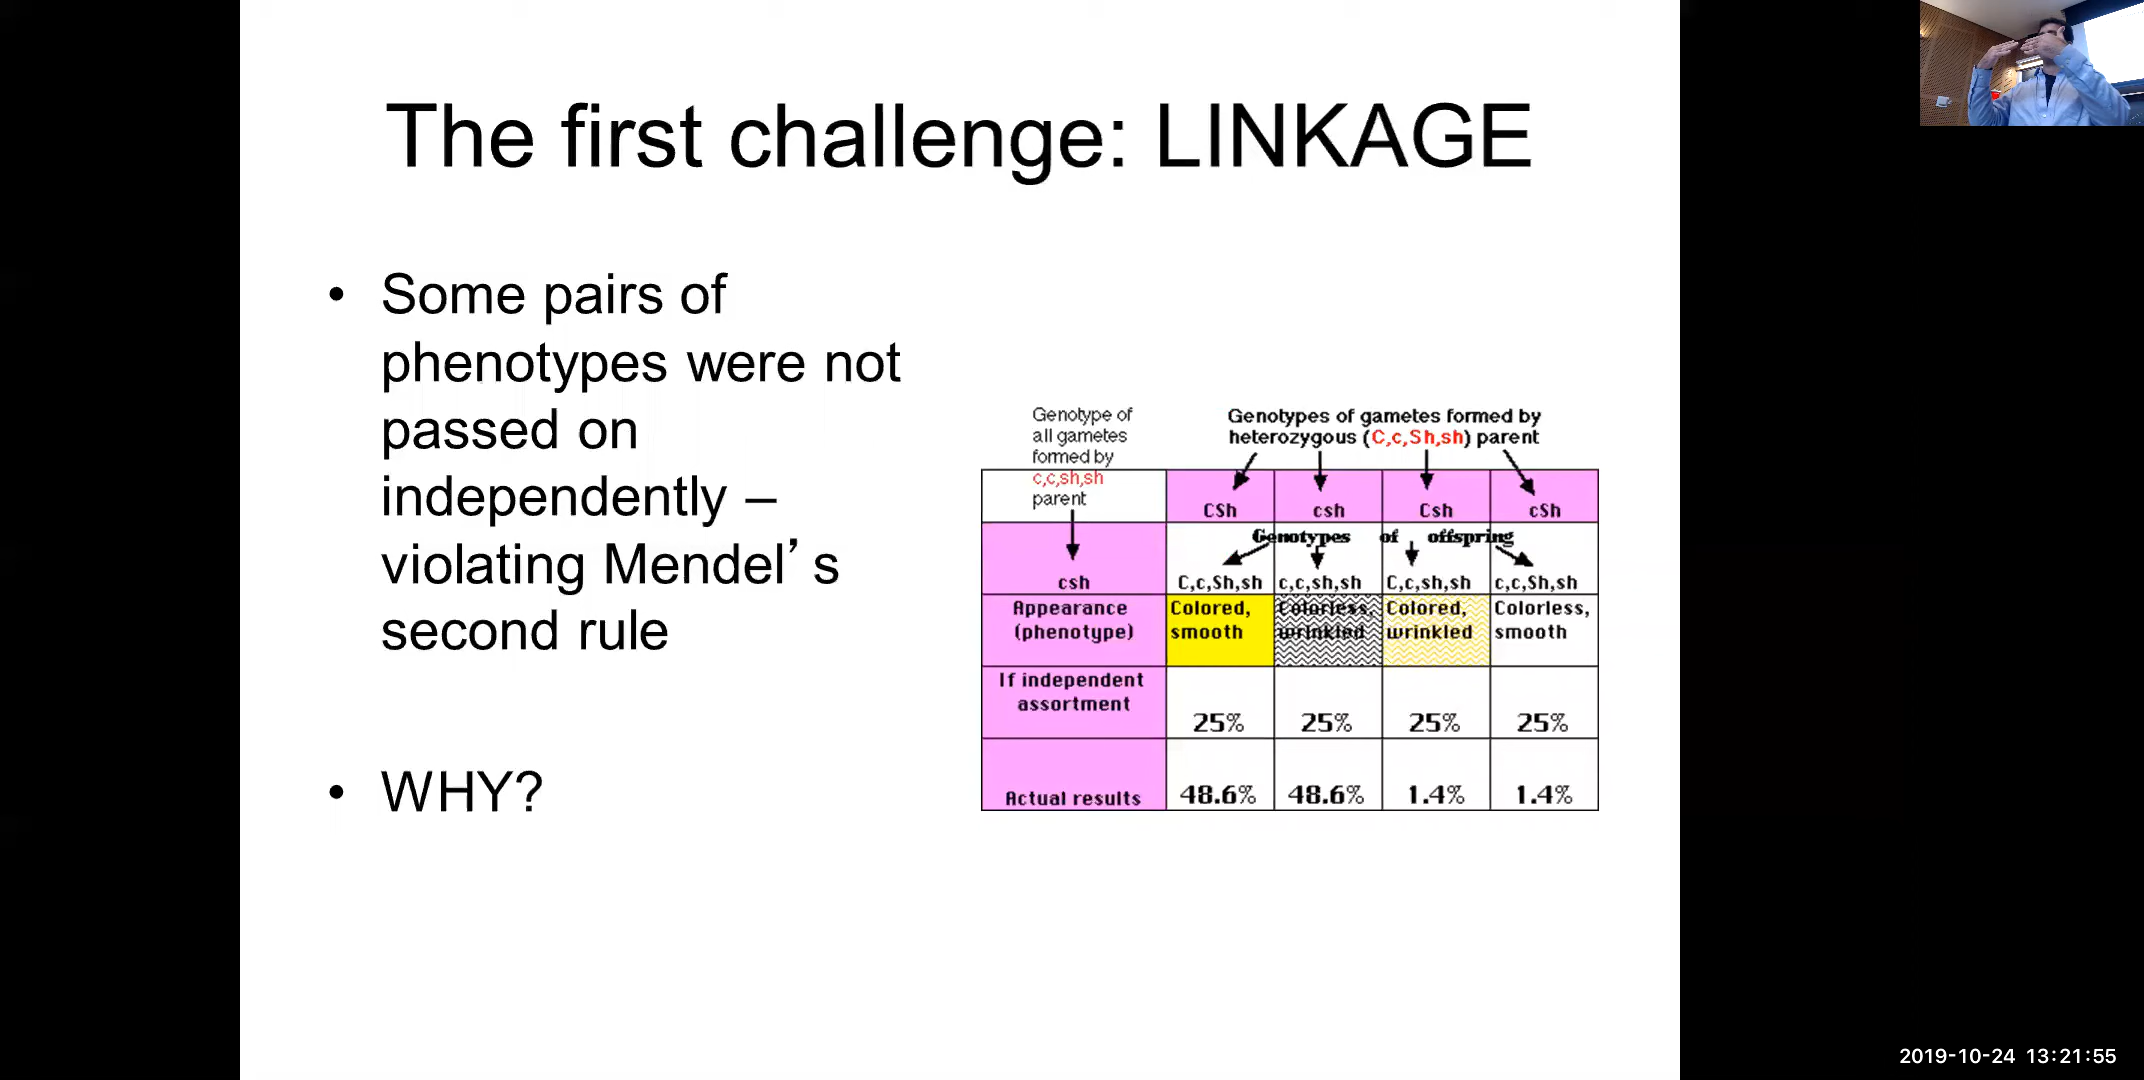 The first challenge: LINKAGE
• Some pairs of
phenotypes were not
passed on
independently –
violating Mendel’s
second rule
• WHY?
Genotype of
all gametes
formed by
c,c,sh,sh
parent
Genotypes of gametes formed by
heterozygous (C,c,Sh,sh) parent
CSh csh Csh cSh
Genotypes of offspring
csh C,c,Sh,sh c,c,sh,sh C,c,sh,sh c,c,Sh,sh
Appearance Colored, Colorless, Colored, Colorless,
(phenotype) smooth wrinkled wrinkled smooth
If independent
assortment
25% 25% 25% 25%
Actual results 48.6% 48.6% 1.4% 1.4%
2019-10-24 13:21:55